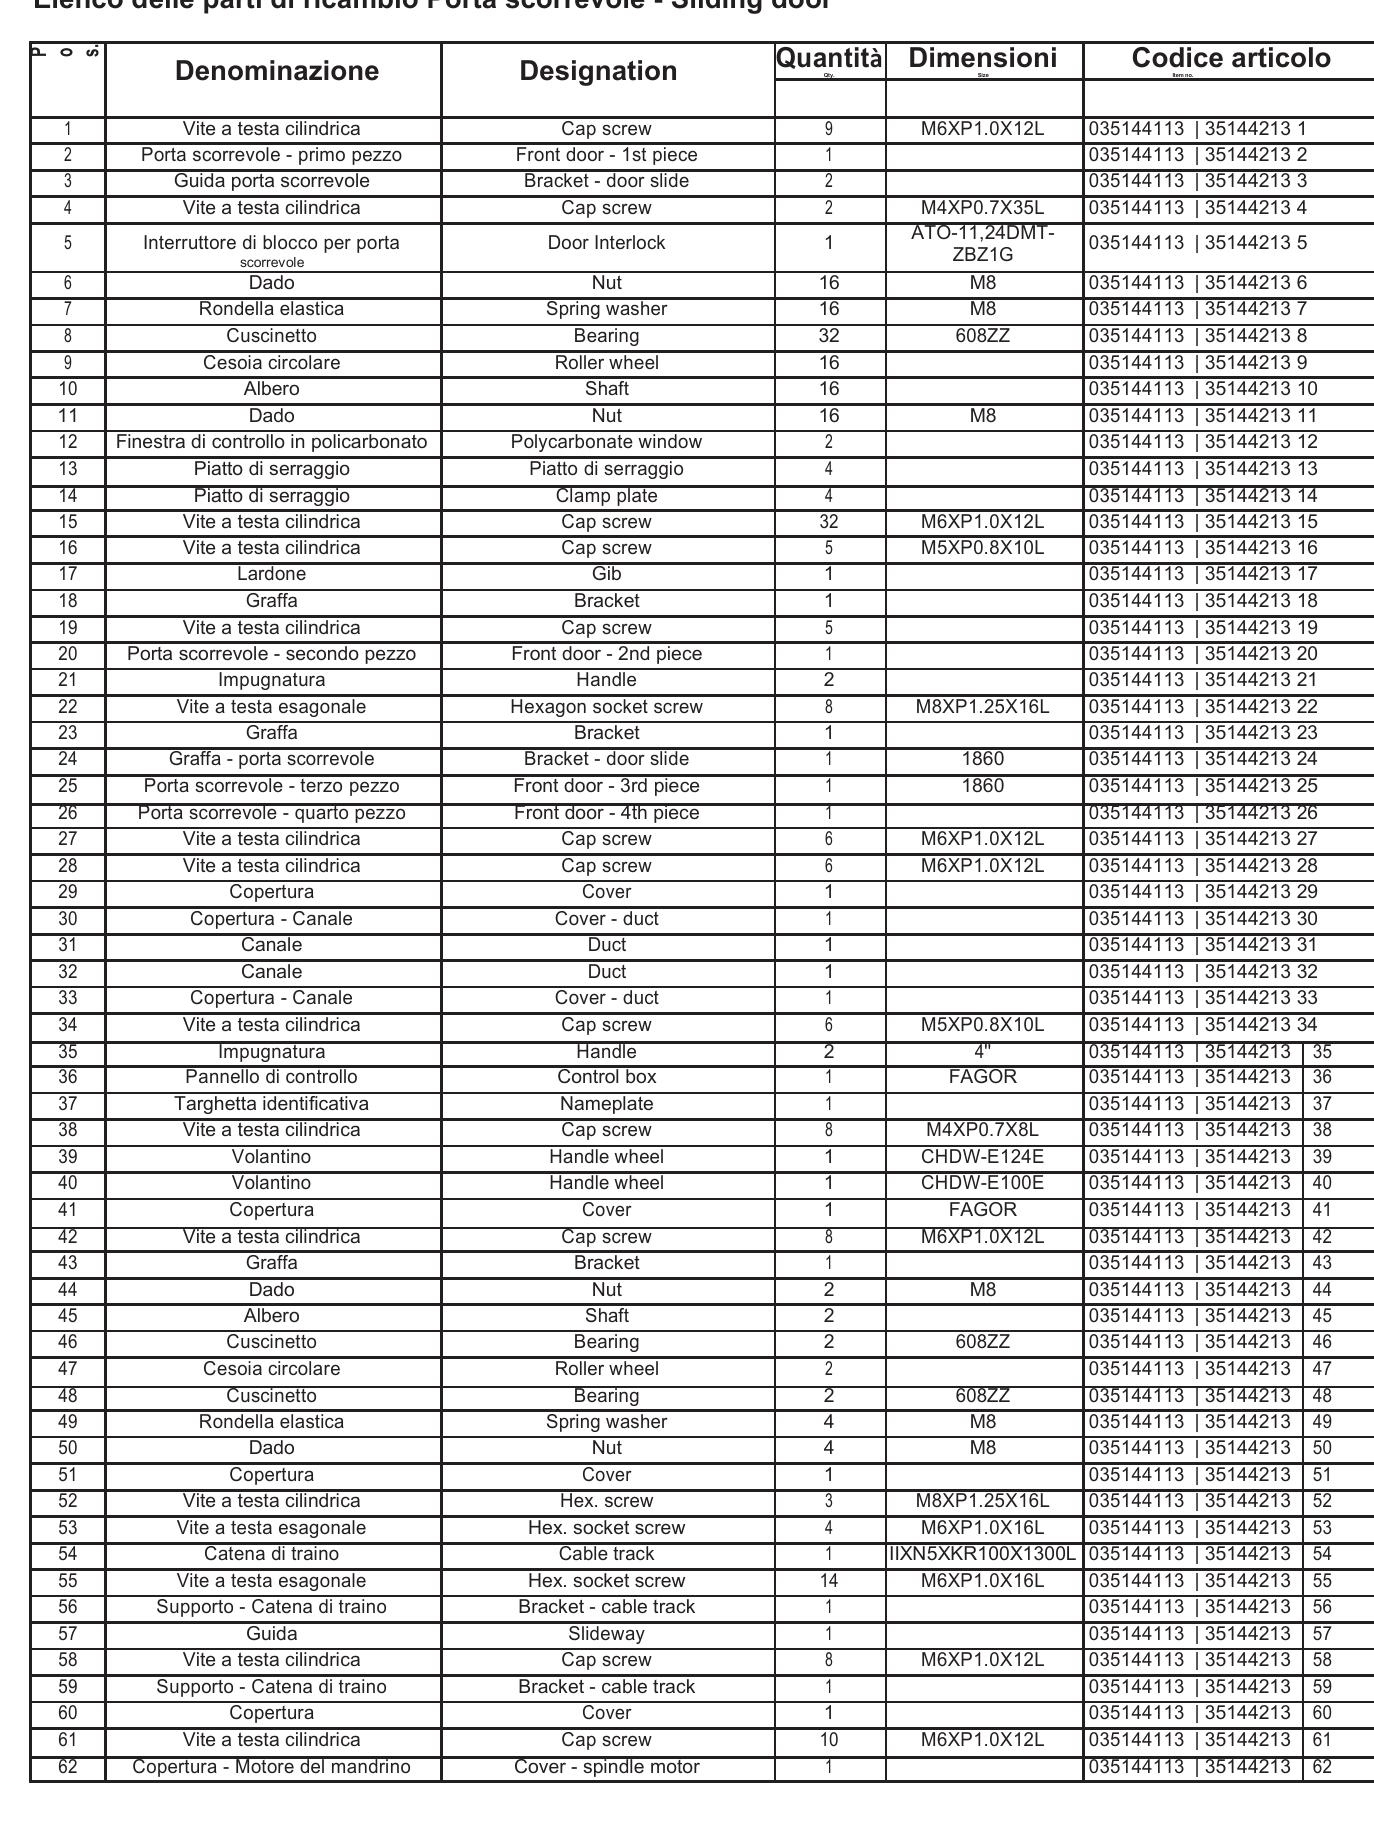 Elenco delle parti di ricambio Porta scorrevole - Sliding door
Pos. Denominazione Designation Quantità Dimensioni Codice articolo
Qty. Size Item no.
1 Vite a testa cilindrica Cap screw 9 M6XP1.0X12L 035144113 | 35144213 1
2 Porta scorrevole - primo pezzo Front door - 1st piece 1 035144113 | 35144213 2
3 Guida porta scorrevole Bracket - door slide 2 035144113 | 35144213 3
4 Vite a testa cilindrica Cap screw 2 M4XP0.7X35L 035144113 | 35144213 4
5 Interruttore di blocco per porta scorrevole Door Interlock 1 ATO-11,24DMT-ZBZ1G 035144113 | 35144213 5
6 Dado Nut 16 M8 035144113 | 35144213 6
7 Rondella elastica Spring washer 16 M8 035144113 | 35144213 7
8 Cuscinetto Bearing 32 608ZZ 035144113 | 35144213 8
9 Cesoia circolare Roller wheel 16 035144113 | 35144213 9
10 Albero Shaft 16 035144113 | 35144213 10
11 Dado Nut 16 M8 035144113 | 35144213 11
12 Finestra di controllo in policarbonato Polycarbonate window 2 035144113 | 35144213 12
13 Piatto di serraggio Piatto di serraggio 4 035144113 | 35144213 13
14 Piatto di serraggio Clamp plate 4 035144113 | 35144213 14
15 Vite a testa cilindrica Cap screw 32 M6XP1.0X12L 035144113 | 35144213 15
16 Vite a testa cilindrica Cap screw 5 M5XP0.8X10L 035144113 | 35144213 16
17 Lardone Gib 1 035144113 | 35144213 17
18 Graffa Bracket 1 035144113 | 35144213 18
19 Vite a testa cilindrica Cap screw 5 035144113 | 35144213 19
20 Porta scorrevole - secondo pezzo Front door - 2nd piece 1 035144113 | 35144213 20
21 Impugnatura Handle 2 035144113 | 35144213 21
22 Vite a testa esagonale Hexagon socket screw 8 M8XP1.25X16L 035144113 | 35144213 22
23 Graffa Bracket 1 035144113 | 35144213 23
24 Graffa - porta scorrevole Bracket - door slide 1 1860 035144113 | 35144213 24
25 Porta scorrevole - terzo pezzo Front door - 3rd piece 1 1860 035144113 | 35144213 25
26 Porta scorrevole - quarto pezzo Front door - 4th piece 1 035144113 | 35144213 26
27 Vite a testa cilindrica Cap screw 6 M6XP1.0X12L 035144113 | 35144213 27
28 Vite a testa cilindrica Cap screw 6 M6XP1.0X12L 035144113 | 35144213 28
29 Copertura Cover 1 035144113 | 35144213 29
30 Copertura - Canale Cover - duct 1 035144113 | 35144213 30
31 Canale Duct 1 035144113 | 35144213 31
32 Canale Duct 1 035144113 | 35144213 32
33 Copertura - Canale Cover - duct 1 035144113 | 35144213 33
34 Vite a testa cilindrica Cap screw 6 M5XP0.8X10L 035144113 | 35144213 34
35 Impugnatura Handle 2 4" 035144113 | 35144213 35
36 Pannello di controllo Control box 1 FAGOR 035144113 | 35144213 36
37 Targhetta identificativa Nameplate 1 035144113 | 35144213 37
38 Vite a testa cilindrica Cap screw 8 M4XP0.7X8L 035144113 | 35144213 38
39 Volantino Handle wheel 1 CHDW-E124E 035144113 | 35144213 39
40 Volantino Handle wheel 1 CHDW-E100E 035144113 | 35144213 40
41 Copertura Cover 1 FAGOR 035144113 | 35144213 41
42 Vite a testa cilindrica Cap screw 8 M6XP1.0X12L 035144113 | 35144213 42
43 Graffa Bracket 1 035144113 | 35144213 43
44 Dado Nut 2 M8 035144113 | 35144213 44
45 Albero Shaft 2 035144113 | 35144213 45
46 Cuscinetto Bearing 2 608ZZ 035144113 | 35144213 46
47 Cesoia circolare Roller wheel 2 035144113 | 35144213 47
48 Cuscinetto Bearing 2 608ZZ 035144113 | 35144213 48
49 Rondella elastica Spring washer 4 M8 035144113 | 35144213 49
50 Dado Nut 4 M8 035144113 | 35144213 50
51 Copertura Cover 1 035144113 | 35144213 51
52 Vite a testa cilindrica Hex. screw 3 M8XP1.25X16L 035144113 | 35144213 52
53 Vite a testa esagonale Hex. socket screw 4 M6XP1.0X16L 035144113 | 35144213 53
54 Catena di traino Cable track 1 IIXN5XKR100X1300L 035144113 | 35144213 54
55 Vite a testa esagonale Hex. socket screw 14 M6XP1.0X16L 035144113 | 35144213 55
56 Supporto - Catena di traino Bracket - cable track 1 035144113 | 35144213 56
57 Guida Slideway 1 035144113 | 35144213 57
58 Vite a testa cilindrica Cap screw 8 M6XP1.0X12L 035144113 | 35144213 58
59 Supporto - Catena di traino Bracket - cable track 1 035144113 | 35144213 59
60 Copertura Cover 1 035144113 | 35144213 60
61 Vite a testa cilindrica Cap screw 10 M6XP1.0X12L 035144113 | 35144213 61
62 Copertura - Motore del mandrino Cover - spindle motor 1 035144113 | 35144213 62